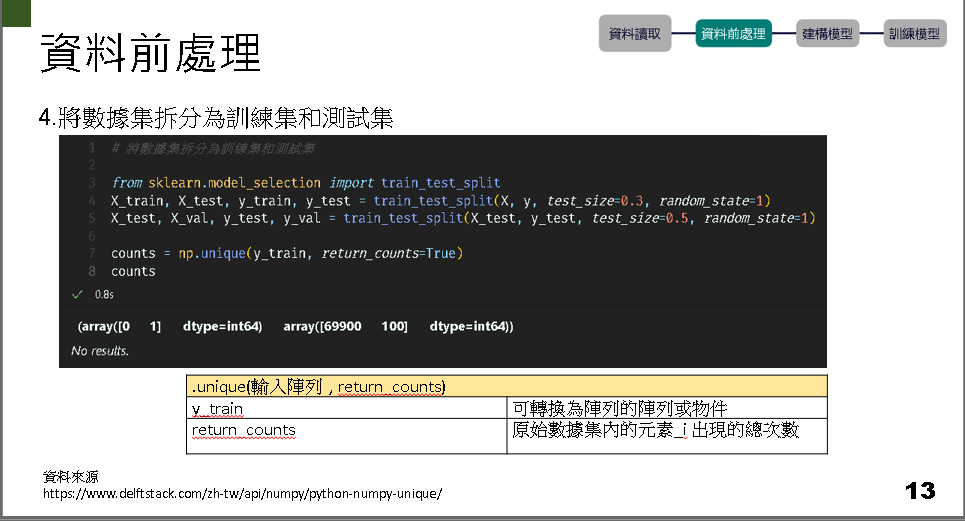 資料讀取
資料前處理
建構模型
訓練模型
資料前處理
4.將數據集拆分為訓練集和測試集
1 # 將數據集拆分為訓練集和測試集
2
3 from sklearn.model_selection import train_test_split
4 X_train, X_test, y_train, y_test = train_test_split(X, y, test_size=0.3, random_state=1)
5 X_test, X_val, y_test, y_val = train_test_split(X_test, y_test, test_size=0.5, random_state=1)
6
7 counts = np.unique(y_train, return_counts=True)
8 counts
✓ 0.8s
(array([0 1] dtype=int64) array([69900 100] dtype=int64))
No results.
.unique(輸入陣列 , return_counts)
y_train 可轉換為陣列的陣列或物件
return_counts 原始數據集內的元素_i 出現的總次數
資料來源
https://www.delftstack.com/zh-tw/api/numpy/python-numpy-unique/
13